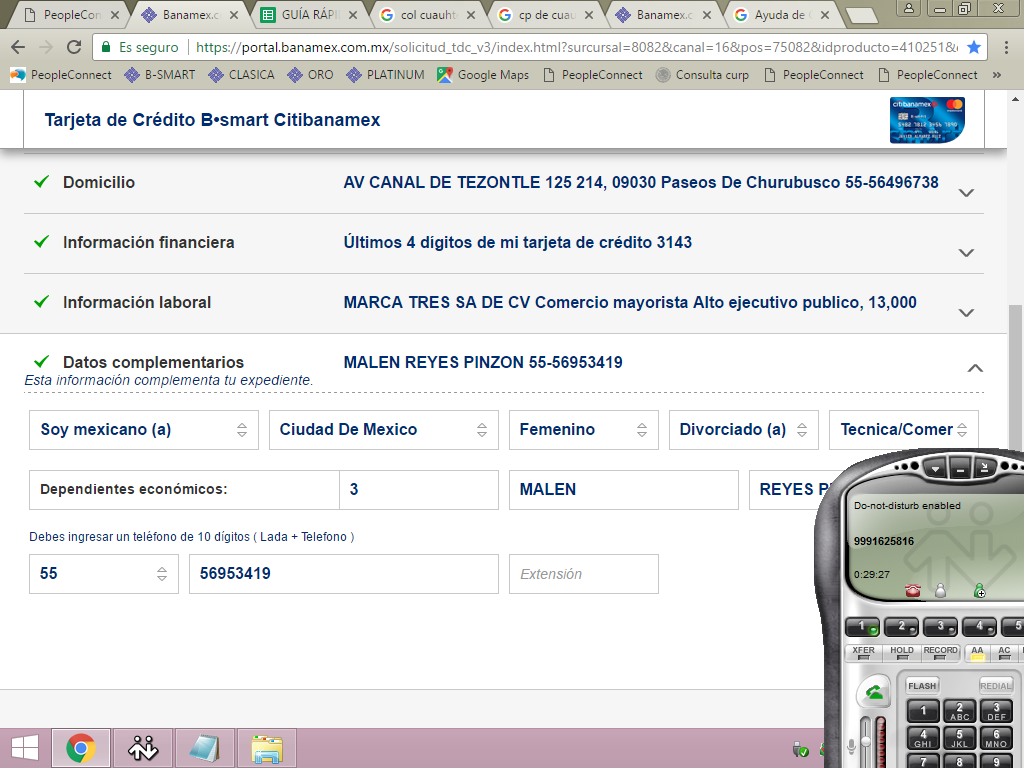 PeopleCon
Banamex.c
GUÍA RÁPI
col cuauht
cp de cuau
Banamex.c
Ayuda de
Es seguro
https://portal.banamex.com.mx/solicitud_tdc_v3/index.html?surcursal=8082&canal=16&pos=75082&idproducto=410251&
PeopleConnect
B-SMART
CLASICA
ORO
PLATINUM
Google Maps
PeopleConnect
Consulta curp
PeopleConnect
PeopleConnect
»
Tarjeta de Crédito B•smart Citibanamex
citibanamex
Domicilio
AV CANAL DE TEZONTLE 125 214, 09030 Paseos De Churubusco 55-56496738
Información financiera
Últimos 4 dígitos de mi tarjeta de crédito 3143
Información laboral
MARCA TRES SA DE CV Comercio mayorista Alto ejecutivo publico, 13,000
Datos complementarios
MALEN REYES PINZON 55-56953419
Esta información complementa tu expediente.
Soy mexicano (a)
Ciudad De Mexico
Femenino
Divorciado (a)
Tecnica/Comer
Dependientes económicos:
3
MALEN
REYES P
Debes ingresar un teléfono de 10 dígitos ( Lada + Telefono )
55
56953419
Extensión
Do-not-disturb enabled
9991625816
0:29:27
1
2
3
4
5
XFER
HOLD
RECORD
AA
AC
FLASH
REDIAL
1
2 ABC
3 DEF
4 GHI
5 JKL
6 MNO
7
8
9